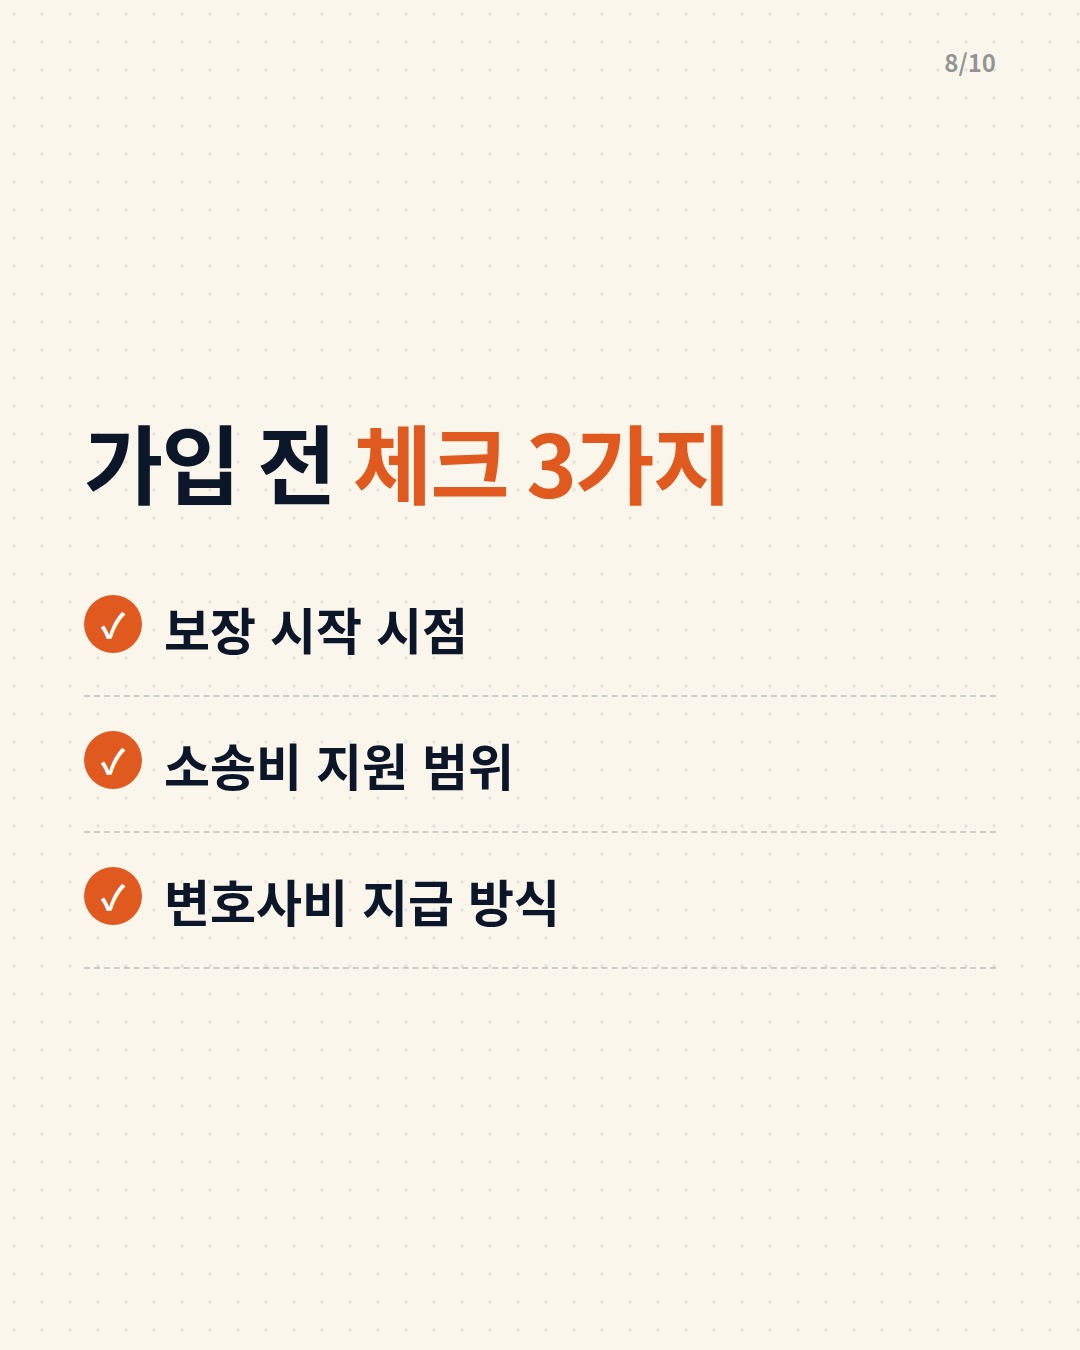 8/10
가입 전 체크 3가지
✓ 보장 시작 시점
✓ 소송비 지원 범위
✓ 변호사비 지급 방식